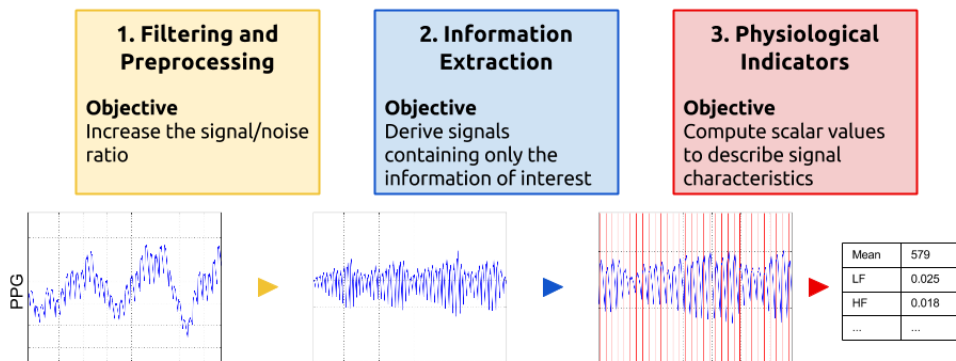 1. Filtering and
Preprocessing
Objective
Increase the signal/noise
ratio
2. Information
Extraction
Objective
Derive signals
containing only the
information of interest
3. Physiological
Indicators
Objective
Compute scalar values
to describe signal
characteristics
PPG
Mean 579
LF 0.025
HF 0.018
... ...